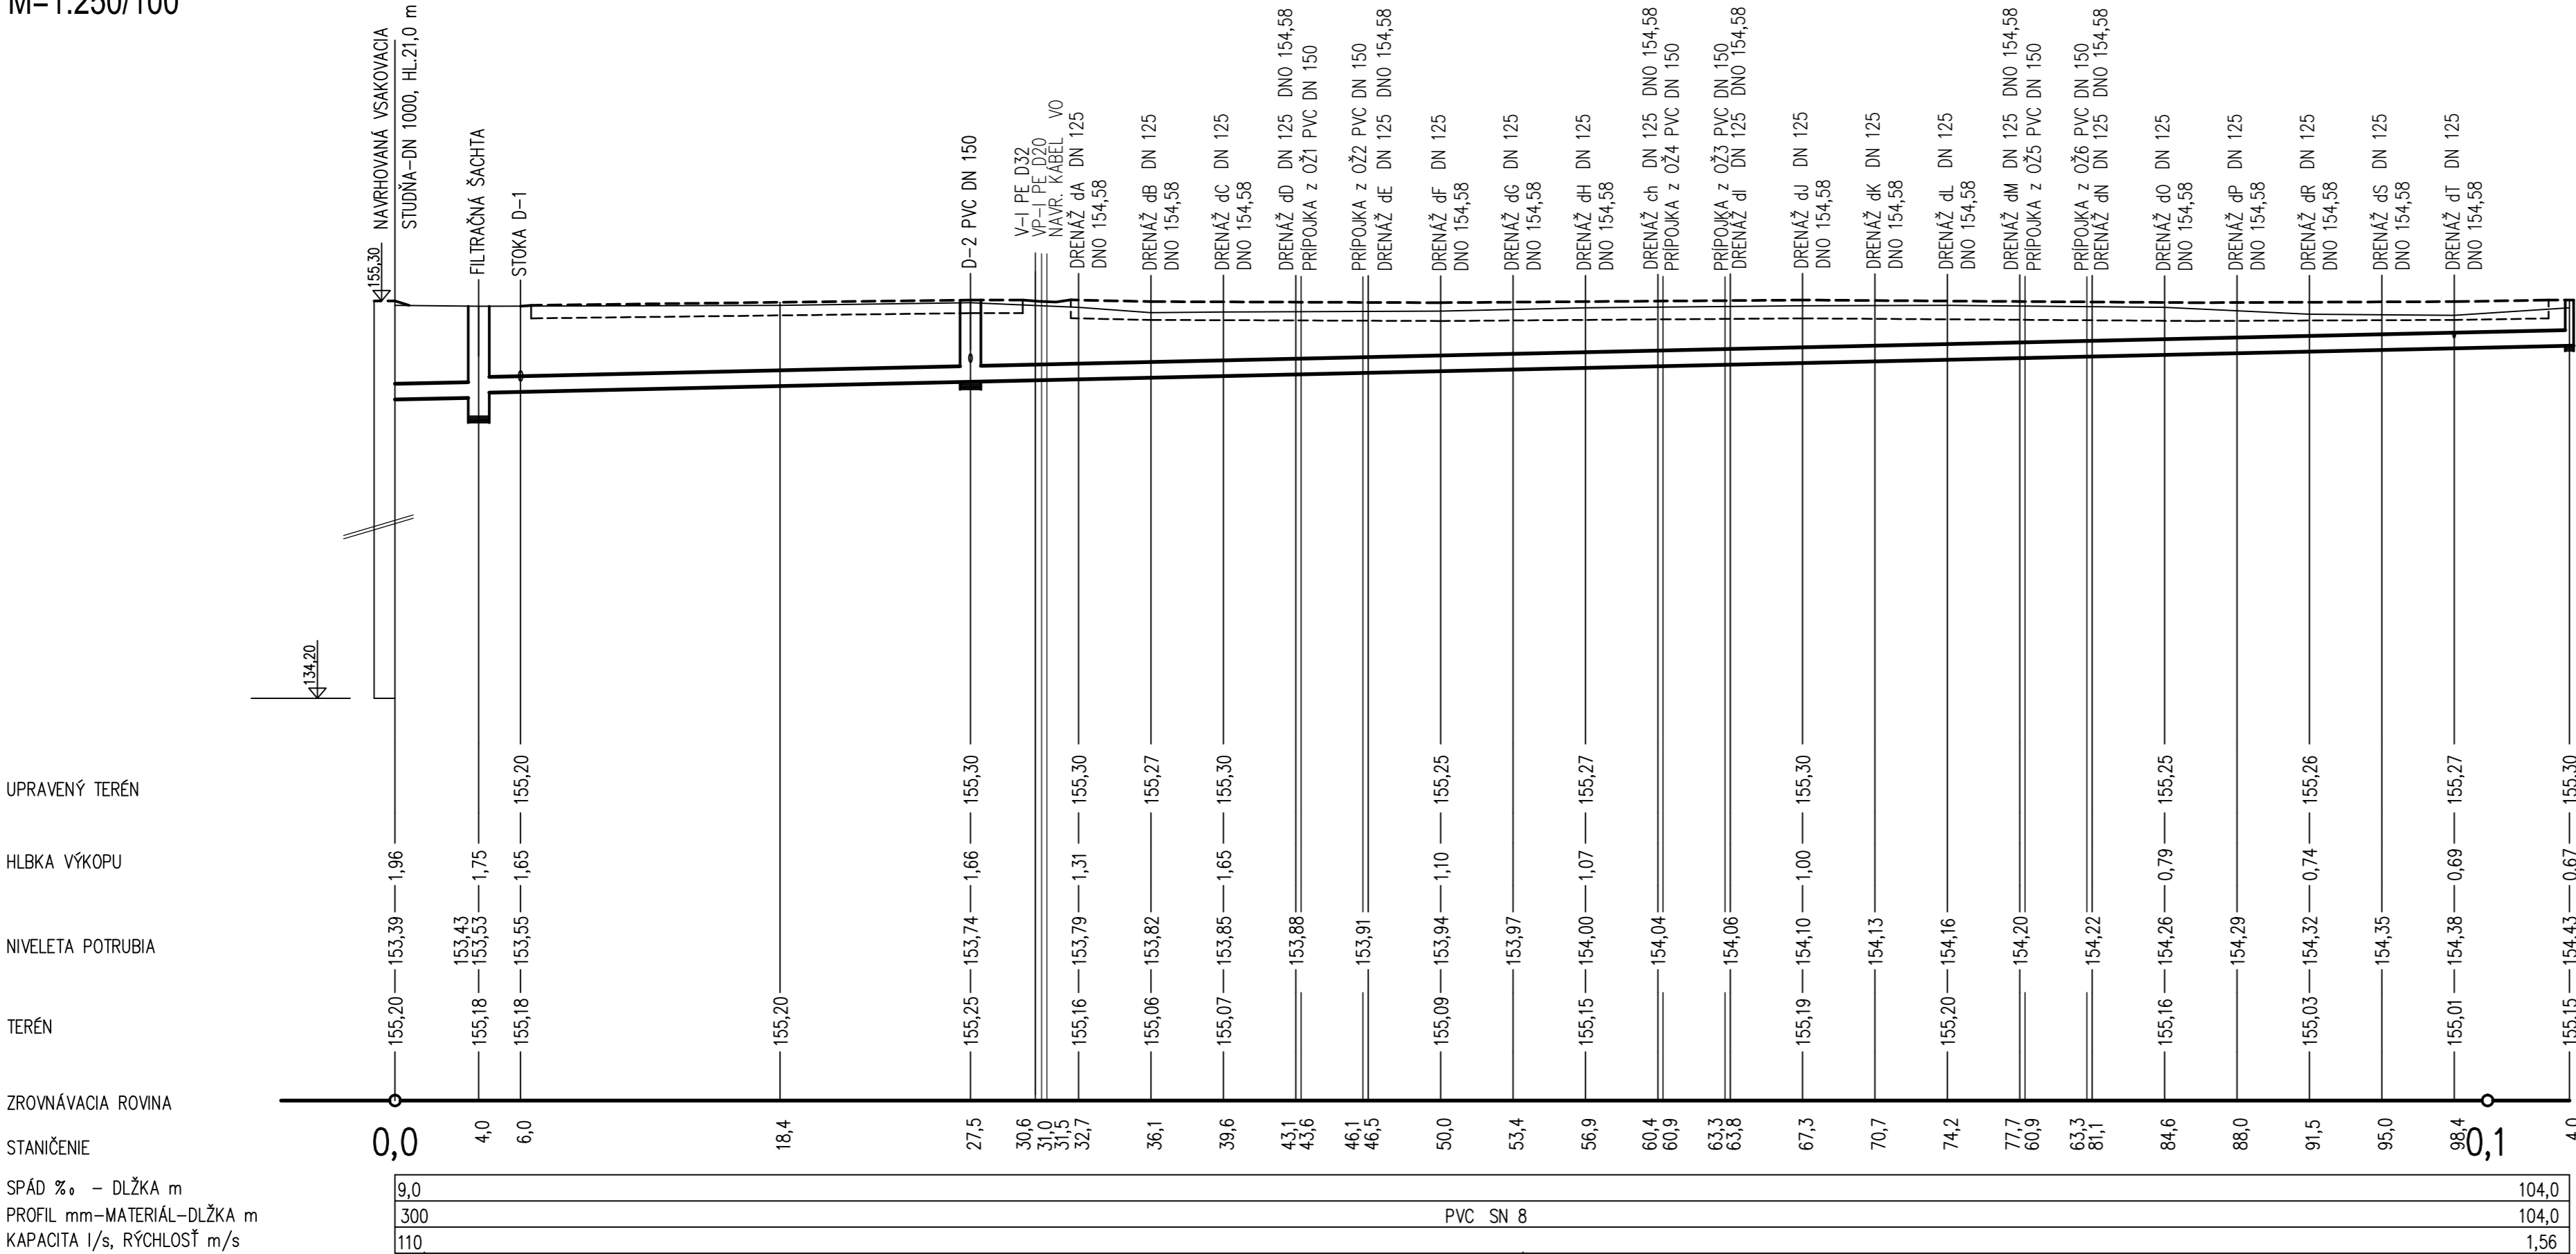 M=1:250/100
155,30
NAVRHOVANÁ VSAKOVACIA
STUDŇA-DN 1000, HL.21,0 m
FILTRAČNÁ ŠACHTA
STOKA D-1
D-2 PVC DN 150
V-I PE D32
VP-I PE D20
NAVR. KÁBEL VO
DRENÁŽ dA DN 125
DNO 154,58
DRENÁŽ dB DN 125
DNO 154,58
DRENÁŽ dC DN 125
DNO 154,58
DRENÁŽ dD DN 125 DNO 154,58
PRÍPOJKA z OŽ1 PVC DN 150
PRÍPOJKA z OŽ2 PVC DN 150
DRENÁŽ dE DN 125 DNO 154,58
DRENÁŽ dF DN 125
DNO 154,58
DRENÁŽ dG DN 125
DNO 154,58
DRENÁŽ dH DN 125
DNO 154,58
DRENÁŽ ch DN 125 DNO 154,58
PRÍPOJKA z OŽ4 PVC DN 150
PRÍPOJKA z OŽ3 PVC DN 150
DRENÁŽ dI DN 125 DNO 154,58
DRENÁŽ dJ DN 125
DNO 154,58
DRENÁŽ dK DN 125
DNO 154,58
DRENÁŽ dL DN 125
DNO 154,58
DRENÁŽ dM DN 125 DNO 154,58
PRÍPOJKA z OŽ5 PVC DN 150
PRÍPOJKA z OŽ6 PVC DN 150
DRENÁŽ dN DN 125 DNO 154,58
DRENÁŽ dO DN 125
DNO 154,58
DRENÁŽ dP DN 125
DNO 154,58
DRENÁŽ dR DN 125
DNO 154,58
DRENÁŽ dS DN 125
DNO 154,58
DRENÁŽ dT DN 125
DNO 154,58
134,20
UPRAVENÝ TERÉN 155,20 155,30 155,30 155,27 155,30 155,25 155,27 155,30 155,25 155,26 155,27 155,30
HLBKA VÝKOPU 1,96 1,75 1,65 1,66 1,31 1,65 1,10 1,07 1,00 0,79 0,74 0,69 0,67
NIVELETA POTRUBIA 153,39 153,43 153,53 153,55 153,74 153,79 153,82 153,85 153,88 153,91 153,94 153,97 154,00 154,04 154,06 154,10 154,13 154,16 154,20 154,22 154,26 154,29 154,32 154,35 154,38 154,43
TERÉN 155,20 155,18 155,18 155,20 155,25 155,16 155,06 155,07 155,09 155,15 155,19 155,20 155,16 155,03 155,01 155,15
ZROVNÁVACIA ROVINA
STANIČENIE 0,0 4,0 6,0 18,4 27,5 30,6 31,0 31,5 32,7 36,1 39,6 43,1 43,6 46,1 46,5 50,0 53,4 56,9 60,4 60,9 63,3 63,8 67,3 70,7 74,2 77,7 60,9 63,3 81,1 84,6 88,0 91,5 95,0 98,4 0,1 4,0
SPÁD ‰ - DLŽKA m 9,0 104,0
PROFIL mm-MATERIÁL-DLŽKA m 300 PVC SN 8 104,0
KAPACITA l/s, RÝCHLOSŤ m/s 110 1,56